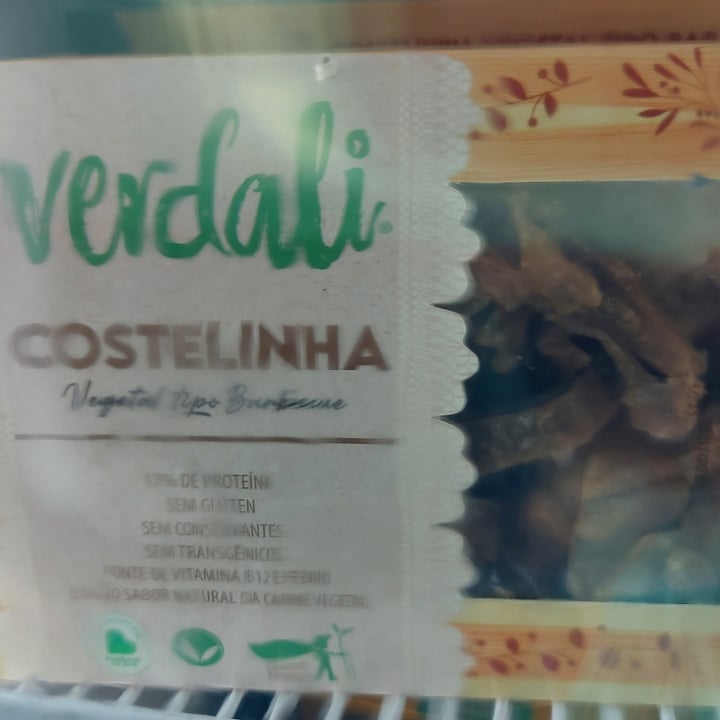 verdali®
COSTELINHA
Vegetal tipo Barbecue
12% DE PROTEÍNA
SEM GLÚTEN
SEM CONSERVANTES
SEM TRANSGÊNICOS
FONTE DE VITAMINA B12 E FERRO
O NOVO SABOR NATURAL DA CARNE VEGETAL